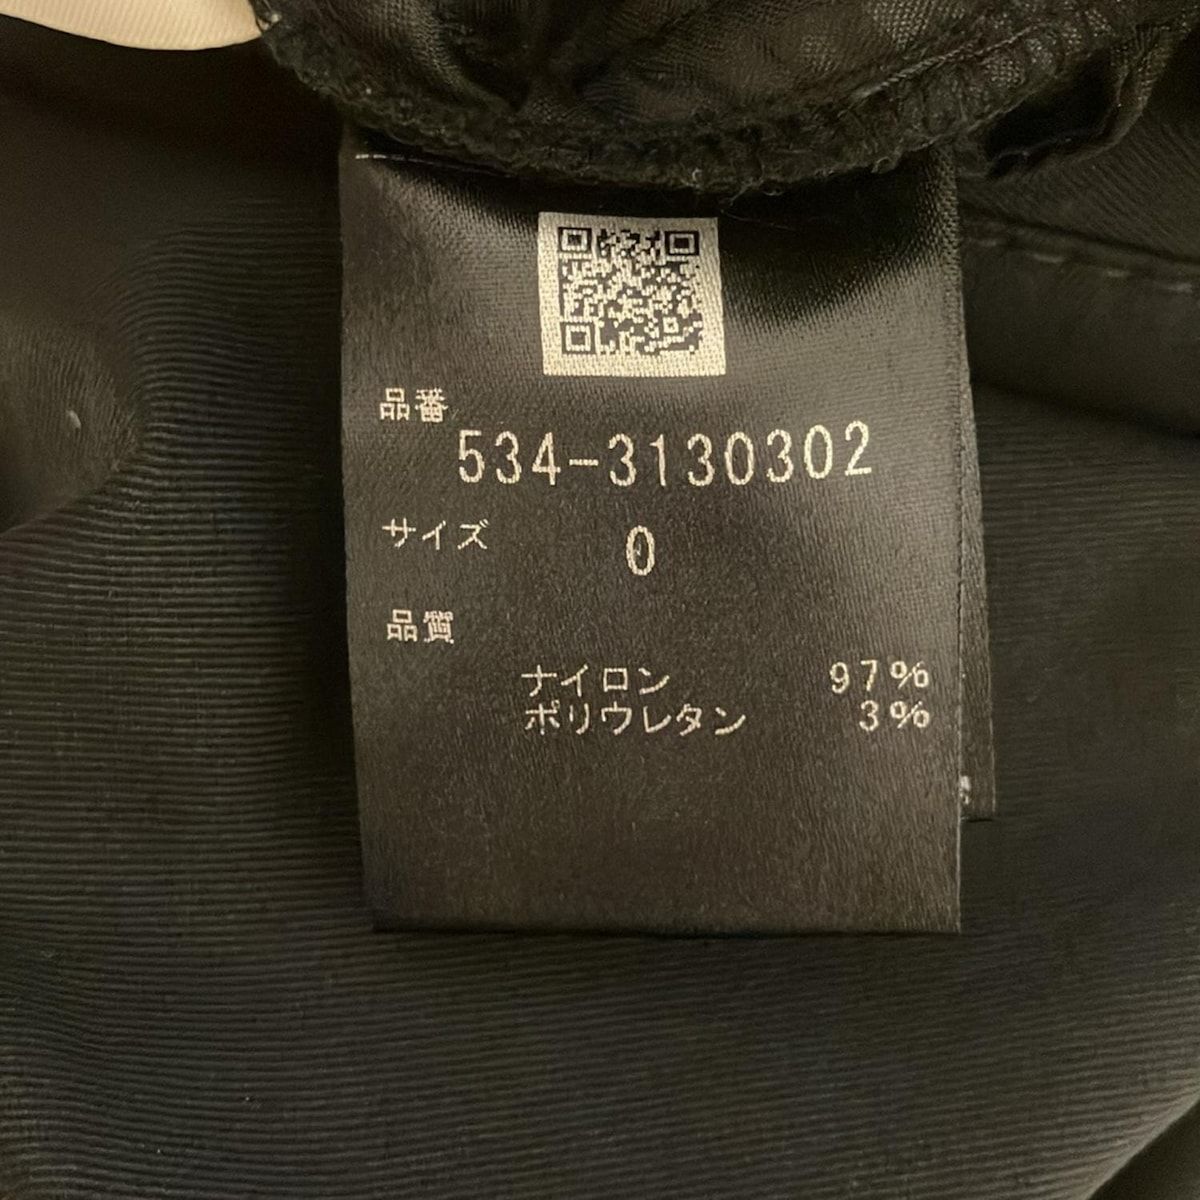 品番
534-3130302
サイズ 0
品質
ナイロン 97%
ポリウレタン 3%